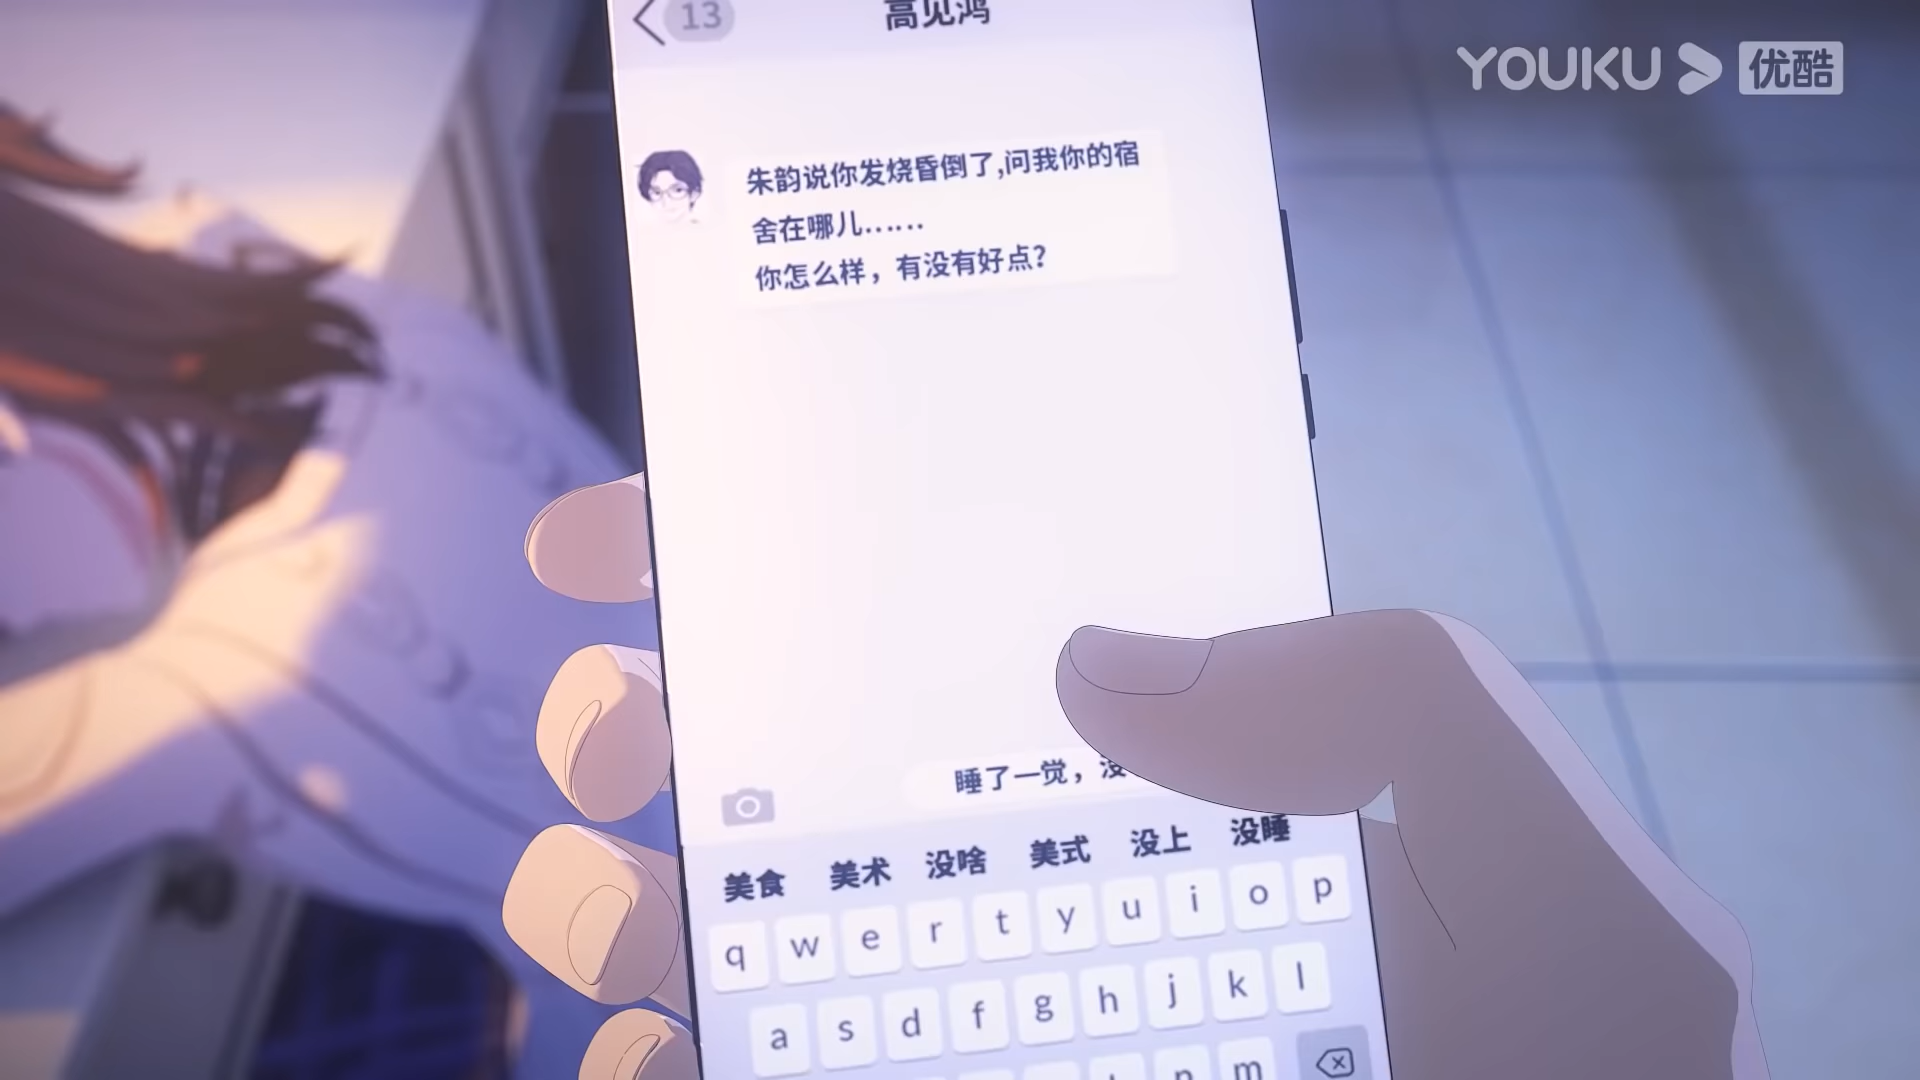 13 高见鸿
YOUKU 优酷
朱韵说你发烧昏倒了,问我你的宿
舍在哪儿……
你怎么样，有没有好点?
睡了一觉，没
美食 美术 没啥 美式 没上 没睡
q w e r t y u i o p
a s d f g h j k l
n m